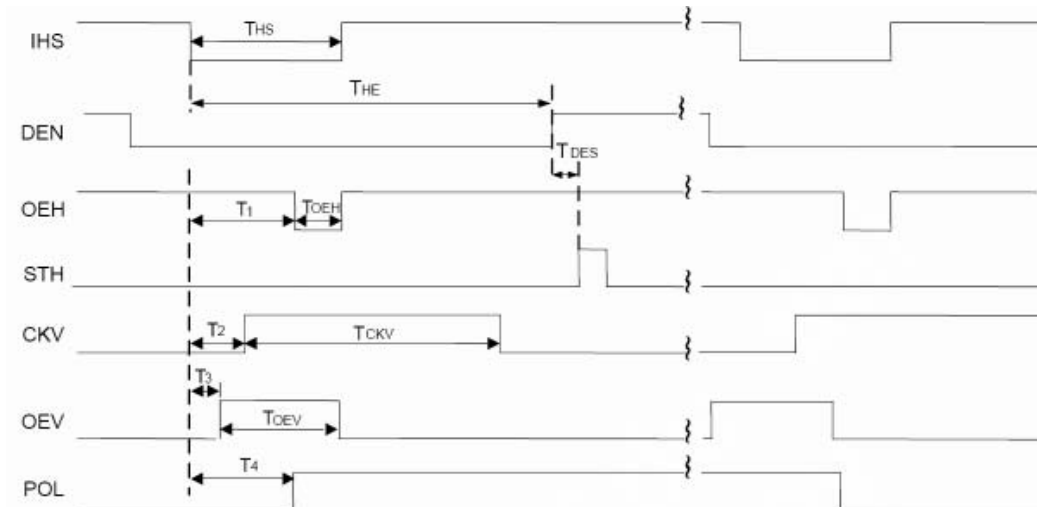 IHS
THS
THE
DEN
TDES
OEH
T1
TOEH
STH
CKV
T2
TCKV
T3
OEV
TOEV
T4
POL